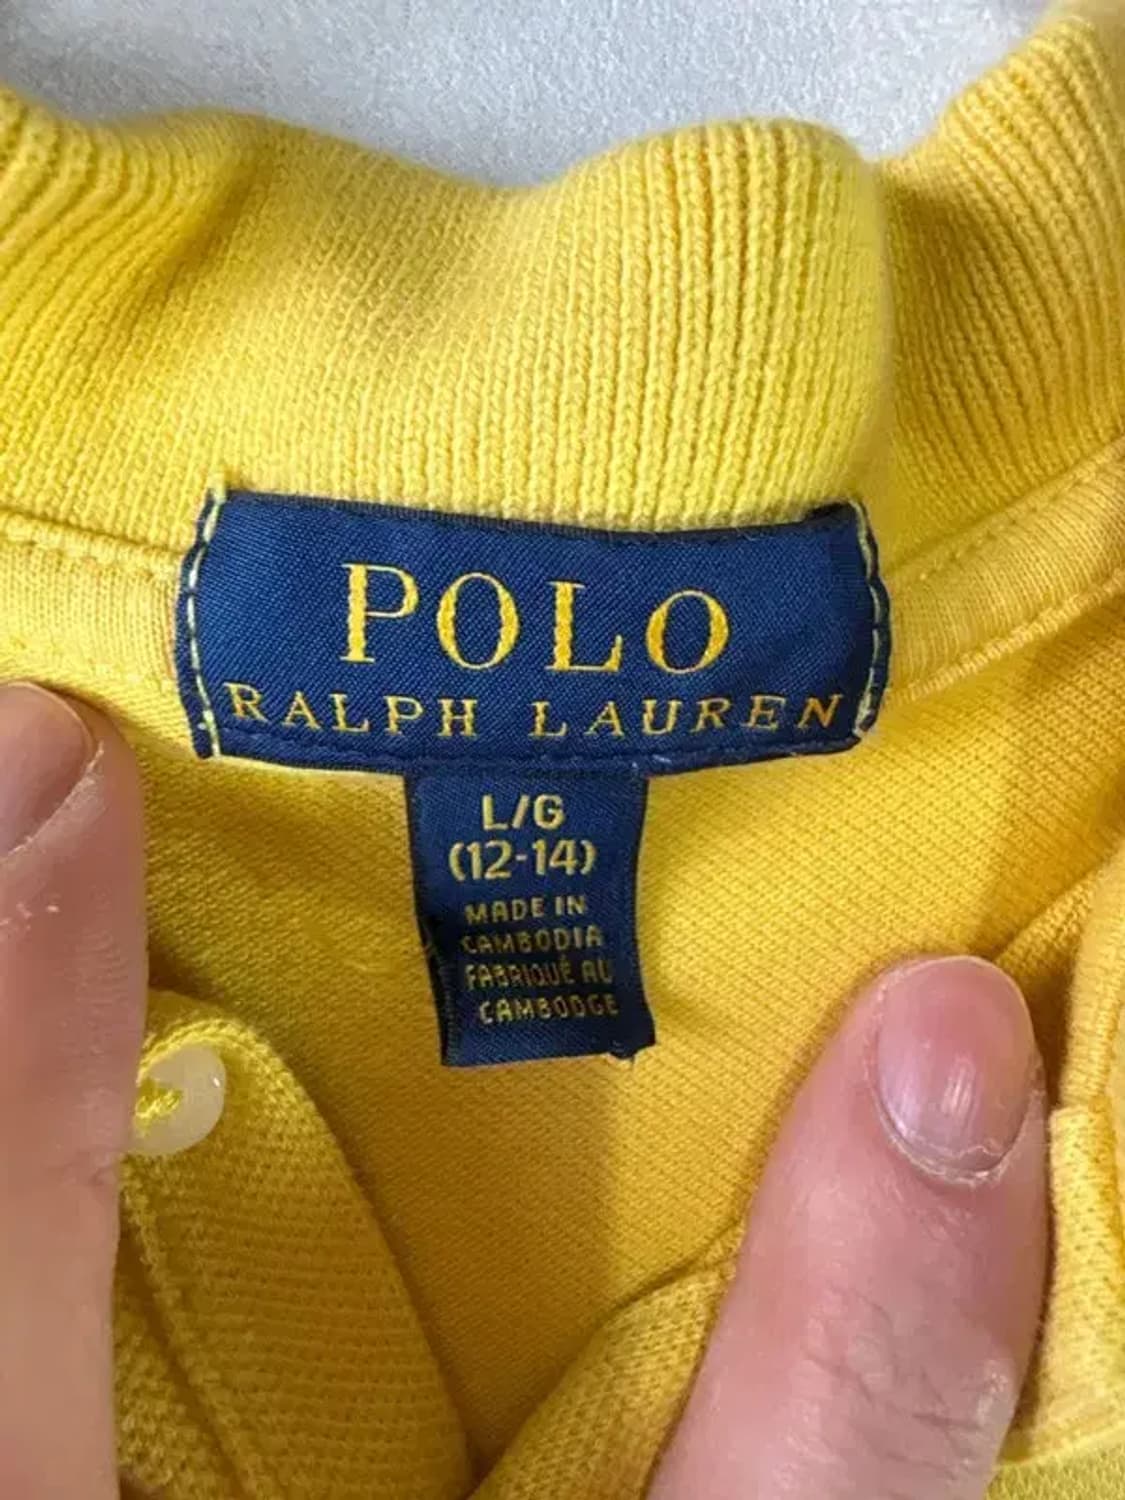 POLO
RALPH LAUREN
L/G
(12-14)
MADE IN
CAMBODIA
FABRIQUÉ AU
CAMBODGE